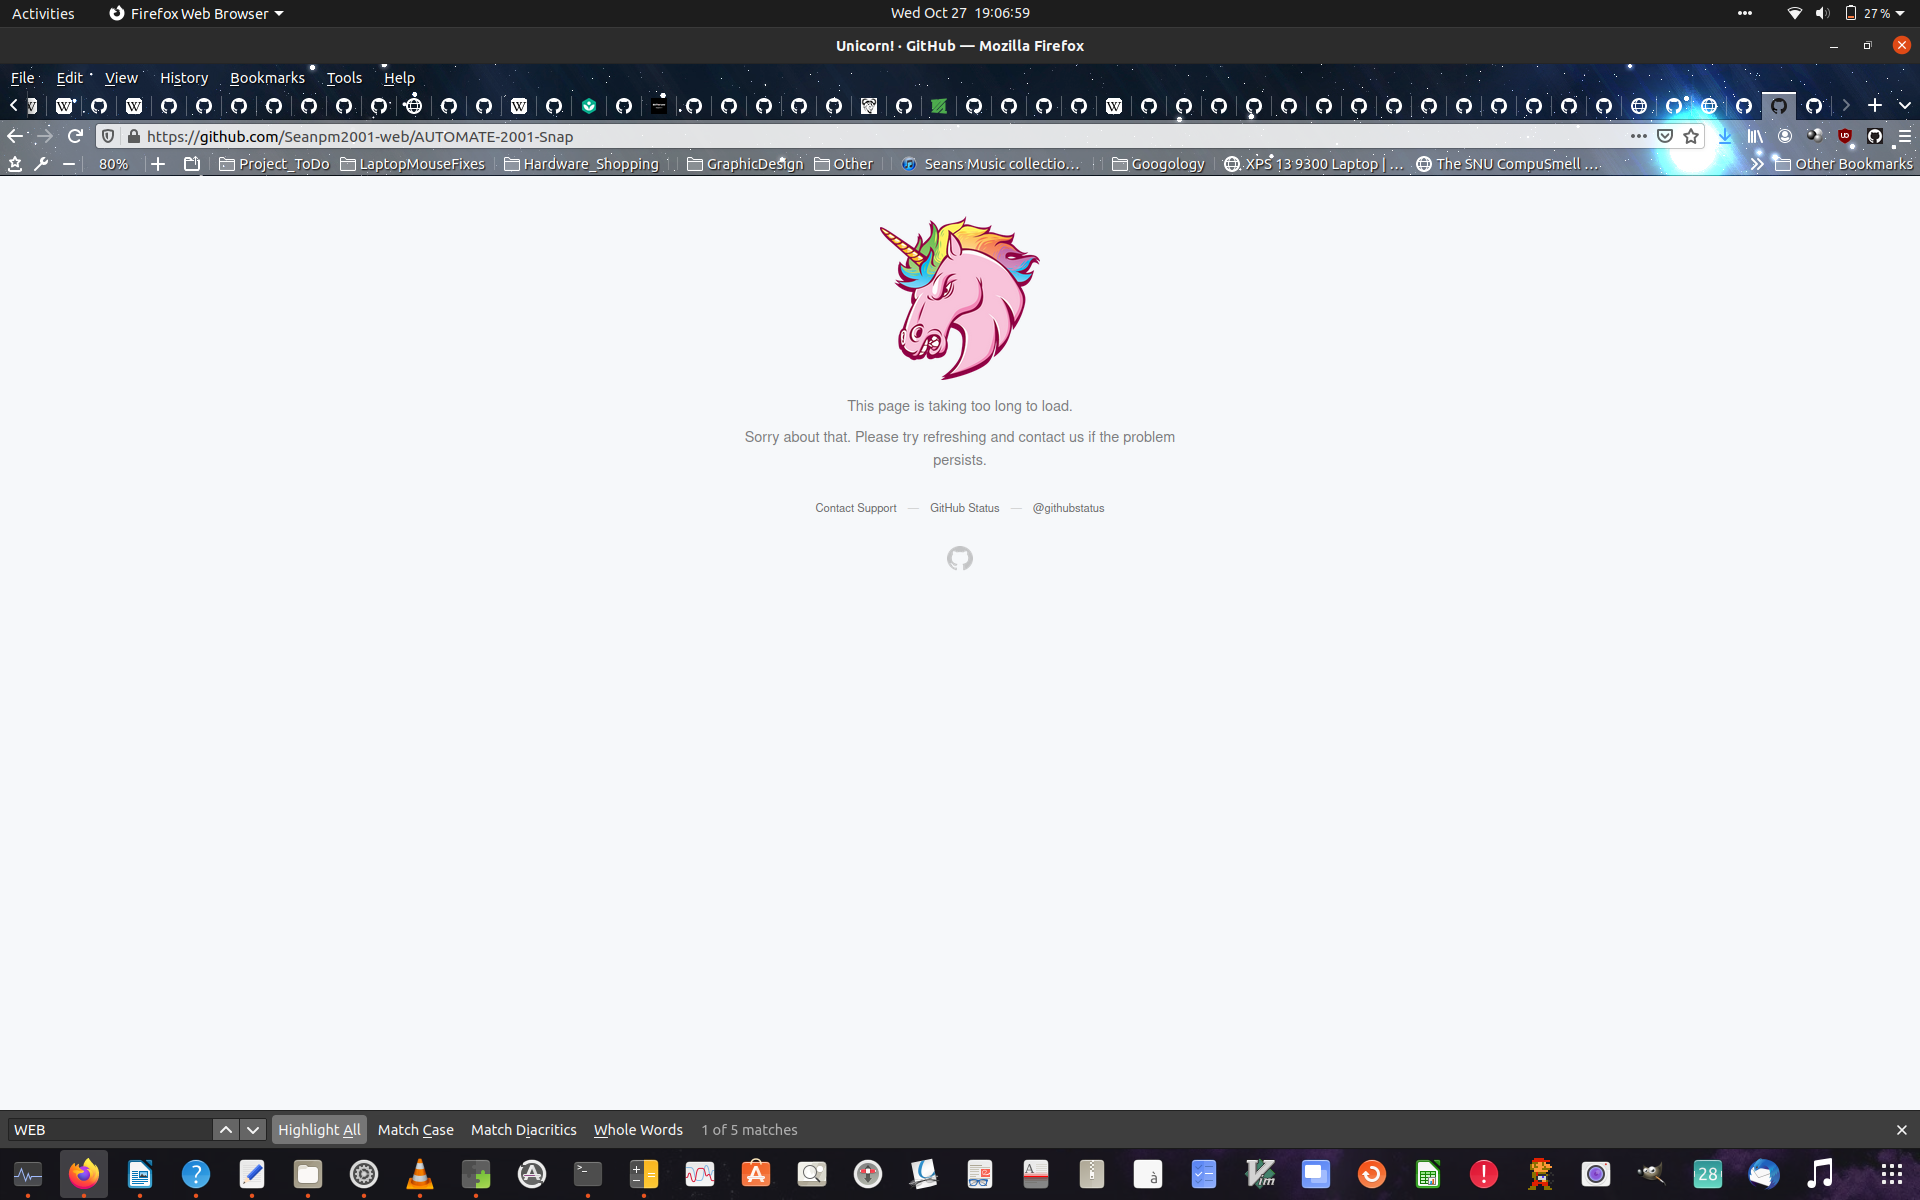 Activities Firefox Web Browser Wed Oct 27 19:06:59 27%
Unicorn! · GitHub — Mozilla Firefox
File Edit View History Bookmarks Tools Help
https://github.com/Seanpm2001-web/AUTOMATE-2001-Snap
80% Project_ToDo LaptopMouseFixes Hardware_Shopping GraphicDesign Other Seans Music collectio… Googology XPS 13 9300 Laptop | … The SNU CompuSmell … Other Bookmarks
This page is taking too long to load.
Sorry about that. Please try refreshing and contact us if the problem
persists.
Contact Support — GitHub Status — @githubstatus
WEB Highlight All Match Case Match Diacritics Whole Words 1 of 5 matches
28